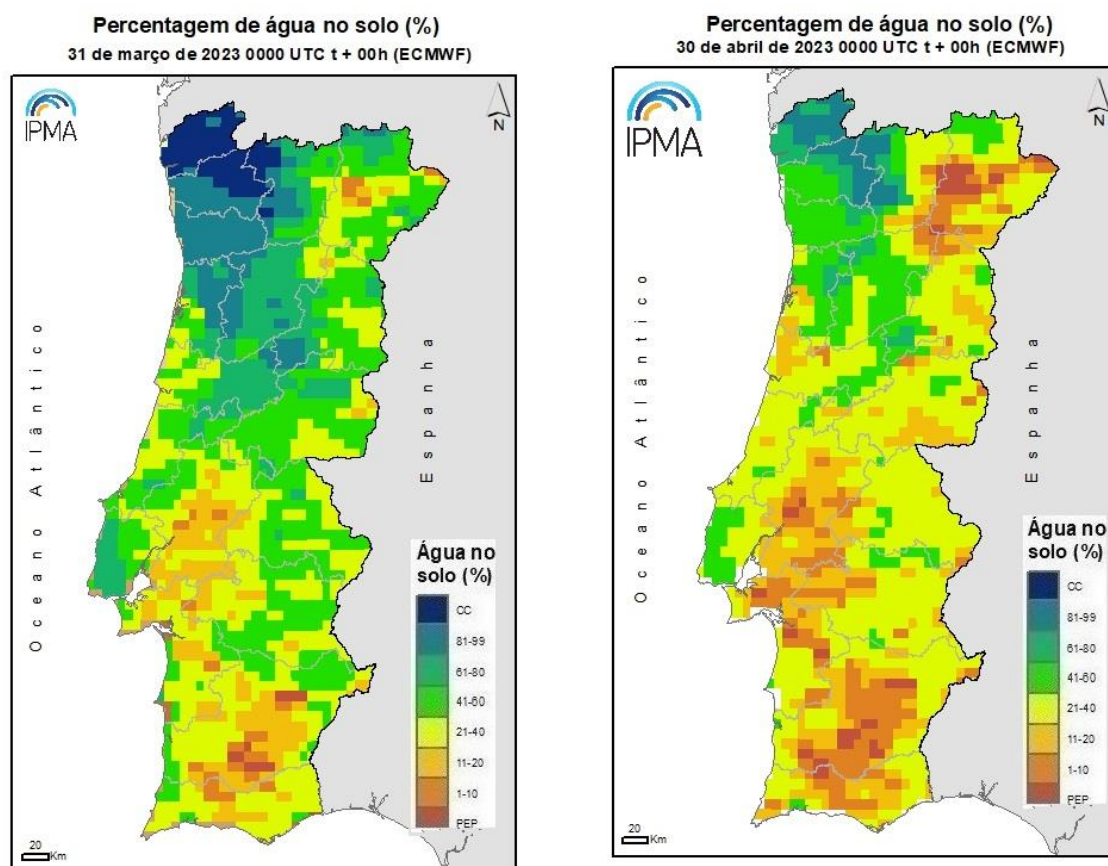 Percentagem de água no solo (%)
31 de março de 2023 0000 UTC t + 00h (ECMWF)
IPMA
N
Oceano Atlântico
Espanha
Água no
solo (%)
CC
81-99
61-80
41-60
21-40
11-20
1-10
PEP
20
Km
Percentagem de água no solo (%)
30 de abril de 2023 0000 UTC t + 00h (ECMWF)
IPMA
N
Oceano Atlântico
Espanha
Água no
solo (%)
CC
81-99
61-80
41-60
21-40
11-20
1-10
PEP
20
Km